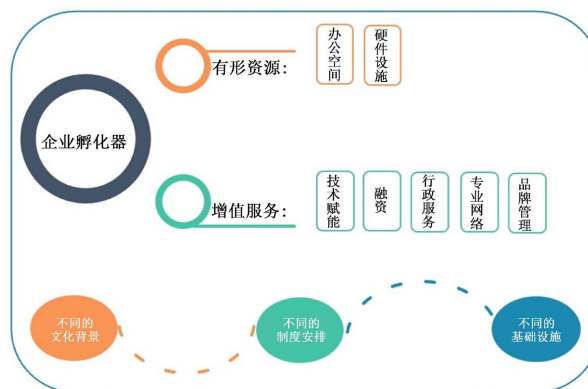 企业孵化器
有形资源：
办公空间
硬件设施
增值服务：
技术赋能
融资
行政服务
专业网络
品牌管理
不同的
文化背景
不同的
制度安排
不同的
基础设施